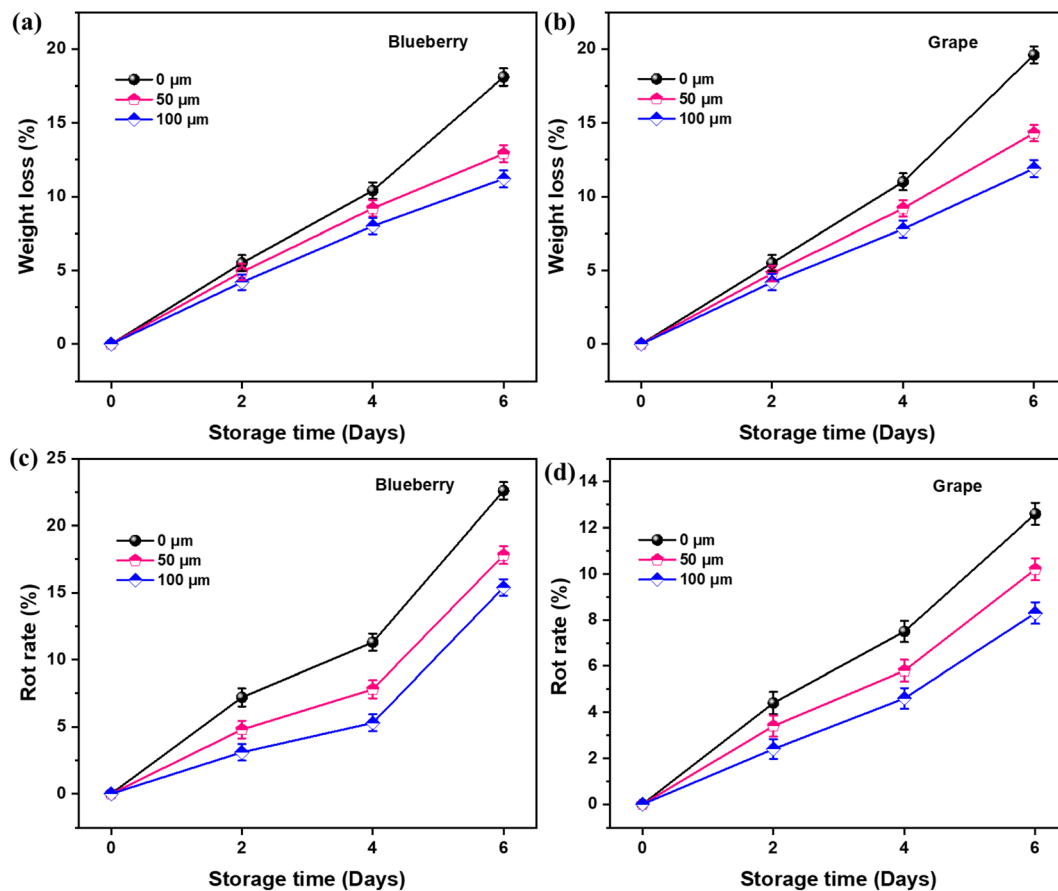 (a)
Blueberry
0 µm
50 µm
100 µm
20
15
10
5
0
Weight loss (%)
0 2 4 6
Storage time (Days)
(b)
Grape
0 µm
50 µm
100 µm
20
15
10
5
0
Weight loss (%)
0 2 4 6
Storage time (Days)
(c)
Blueberry
0 µm
50 µm
100 µm
25
20
15
10
5
0
Rot rate (%)
0 2 4 6
Storage time (Days)
(d)
Grape
0 µm
50 µm
100 µm
14
12
10
8
6
4
2
0
Rot rate (%)
0 2 4 6
Storage time (Days)